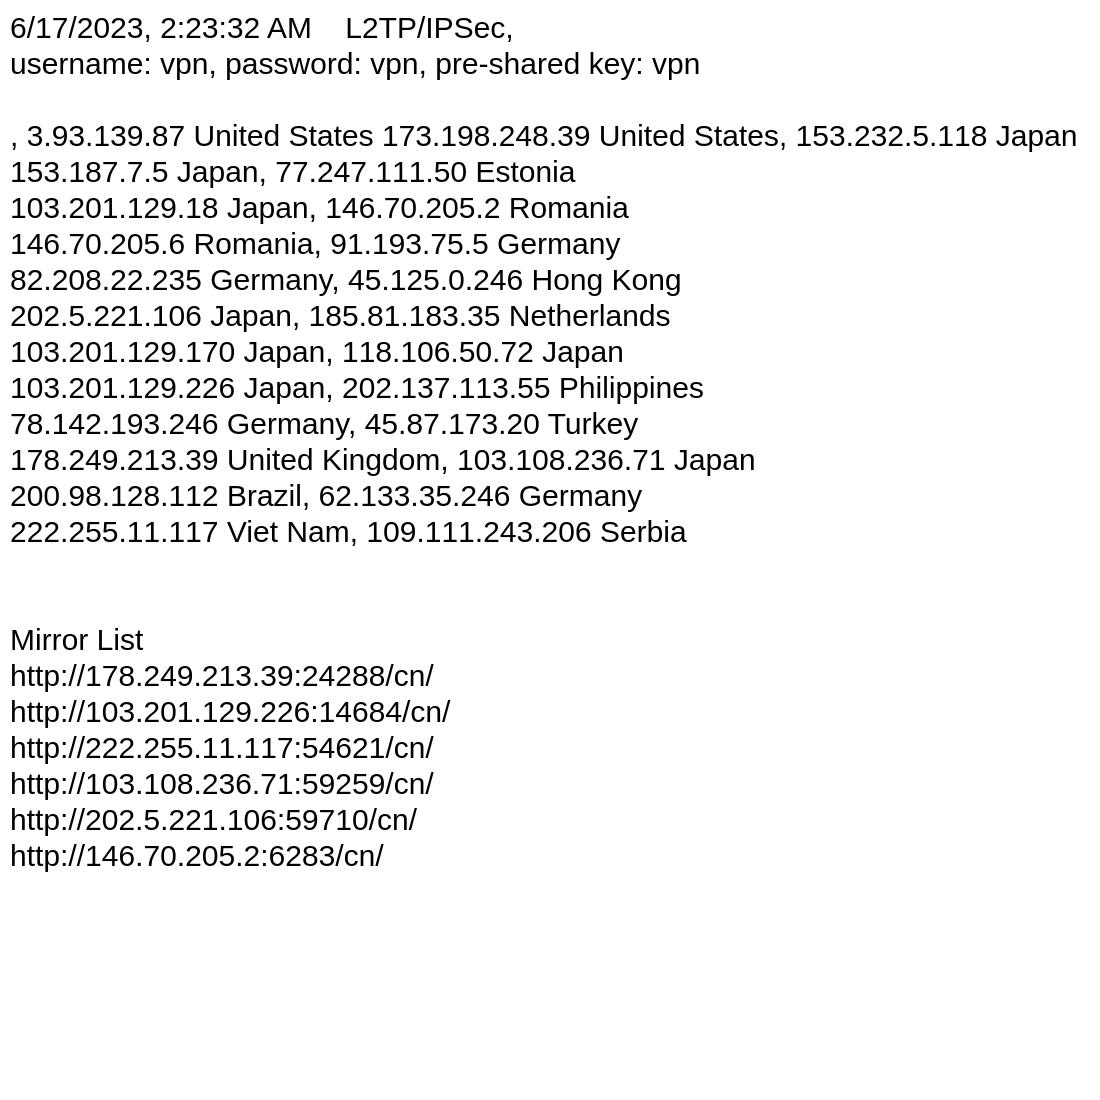 6/17/2023, 2:23:32 AM    L2TP/IPSec,
username: vpn, password: vpn, pre-shared key: vpn
, 3.93.139.87 United States 173.198.248.39 United States, 153.232.5.118 Japan
153.187.7.5 Japan, 77.247.111.50 Estonia
103.201.129.18 Japan, 146.70.205.2 Romania
146.70.205.6 Romania, 91.193.75.5 Germany
82.208.22.235 Germany, 45.125.0.246 Hong Kong
202.5.221.106 Japan, 185.81.183.35 Netherlands
103.201.129.170 Japan, 118.106.50.72 Japan
103.201.129.226 Japan, 202.137.113.55 Philippines
78.142.193.246 Germany, 45.87.173.20 Turkey
178.249.213.39 United Kingdom, 103.108.236.71 Japan
200.98.128.112 Brazil, 62.133.35.246 Germany
222.255.11.117 Viet Nam, 109.111.243.206 Serbia
Mirror List
http://178.249.213.39:24288/cn/
http://103.201.129.226:14684/cn/
http://222.255.11.117:54621/cn/
http://103.108.236.71:59259/cn/
http://202.5.221.106:59710/cn/
http://146.70.205.2:6283/cn/